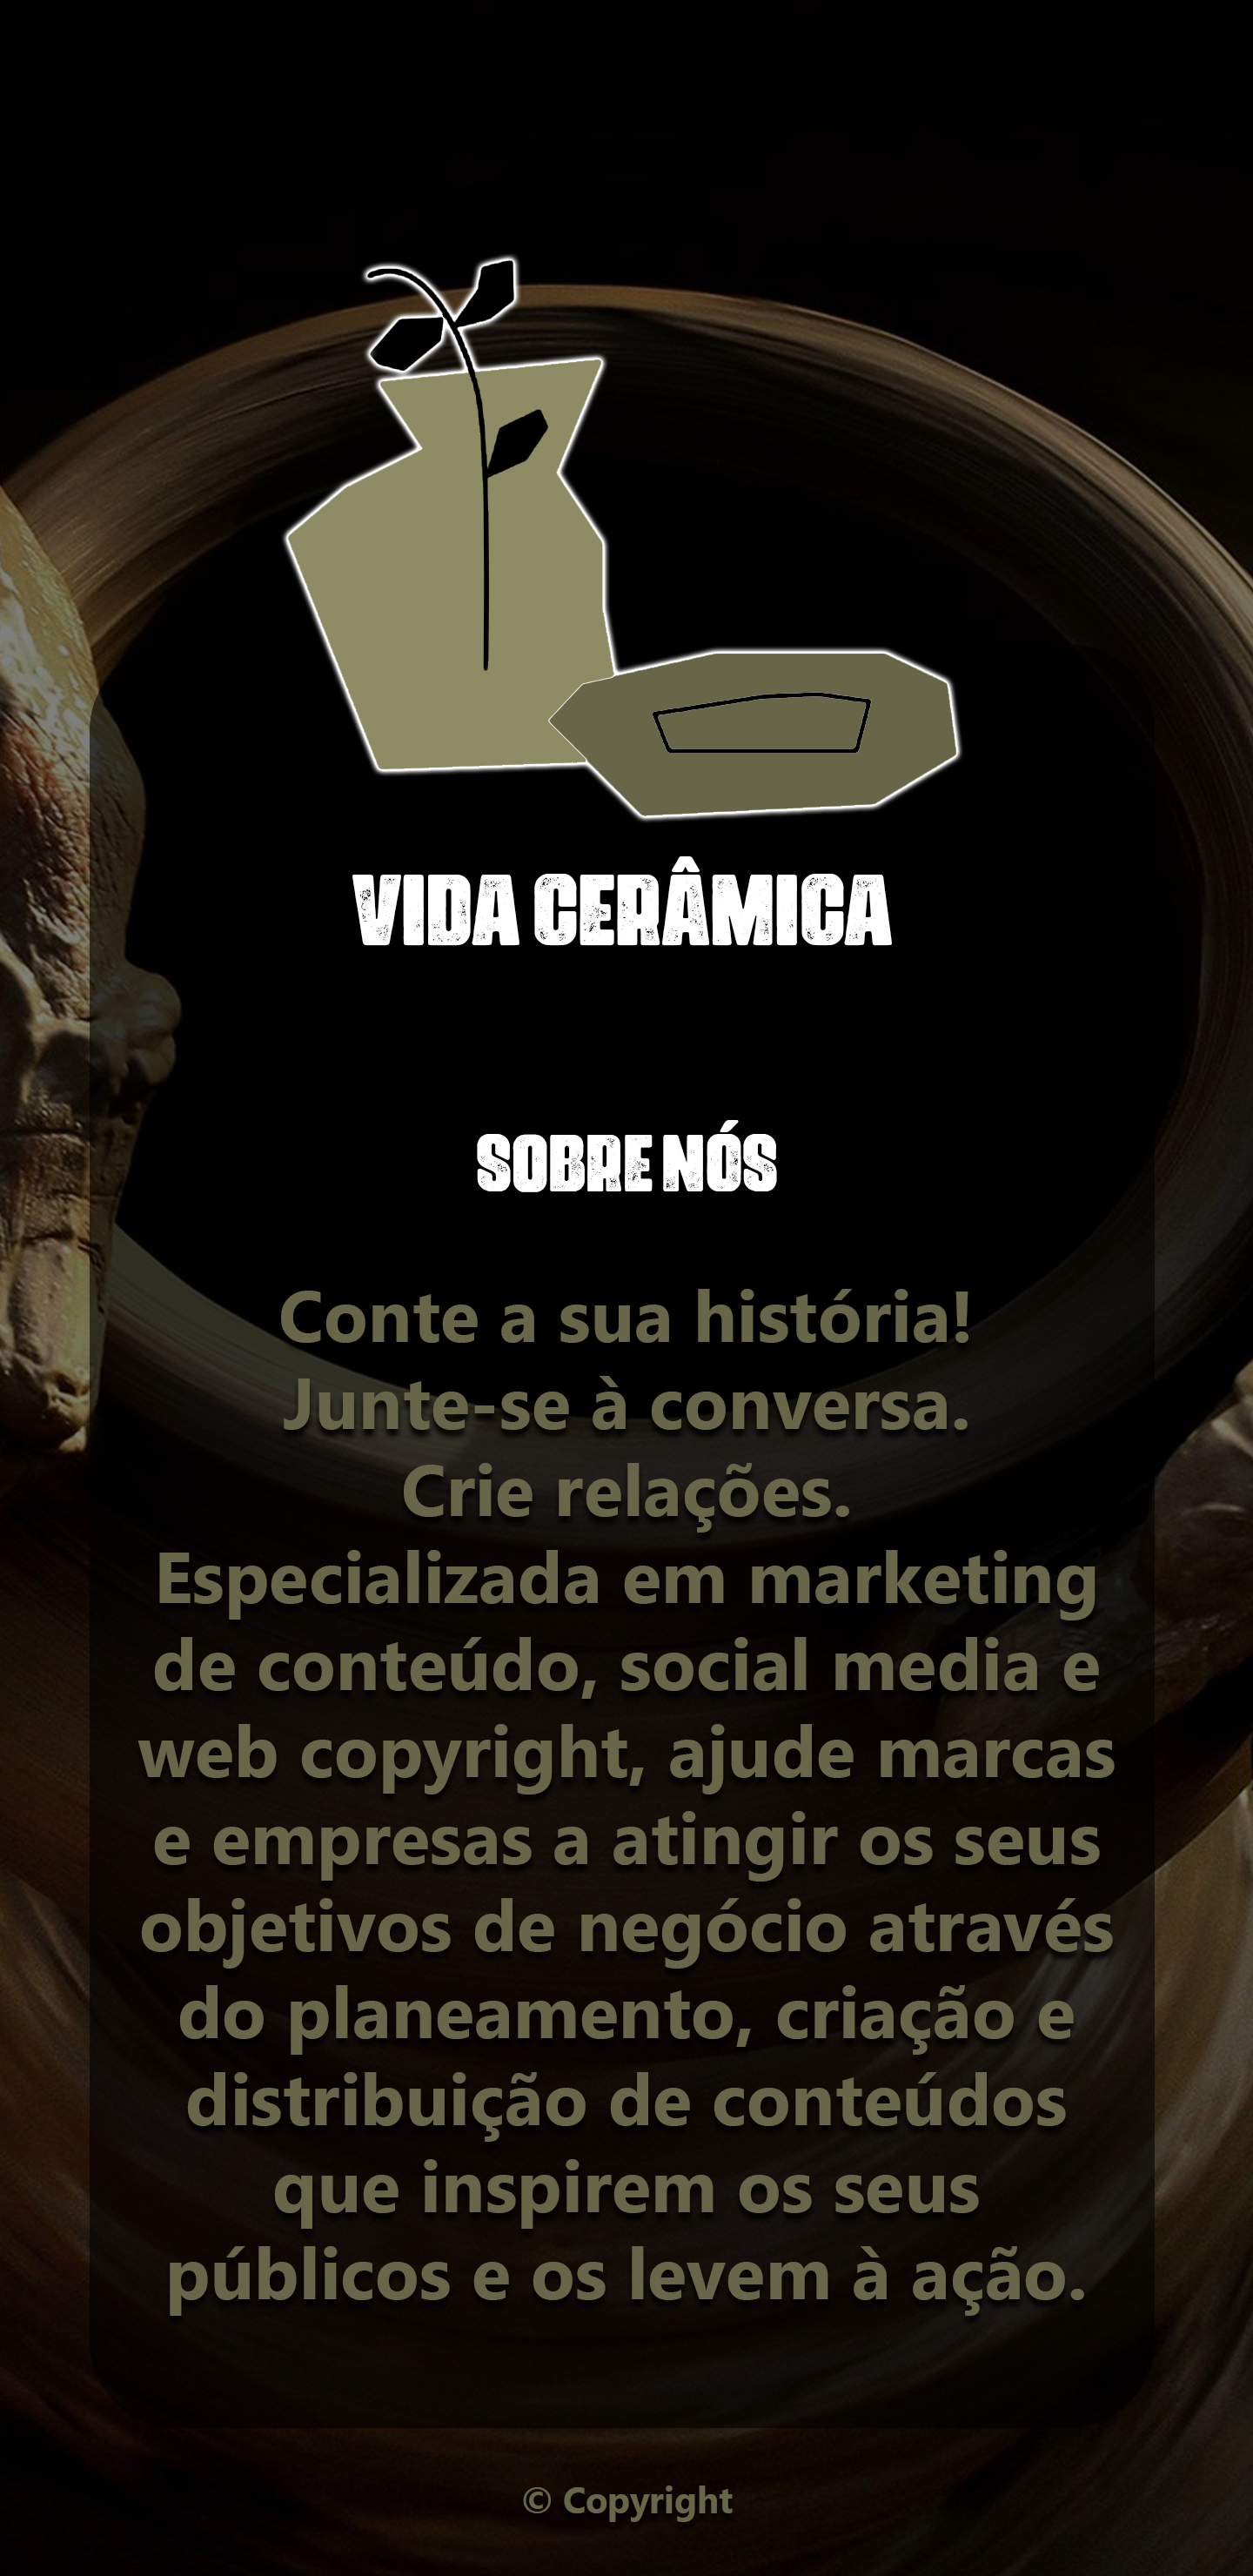 VIDA CERÂMICA
SOBRE NÓS
Conte a sua história!
Junte-se à conversa.
Crie relações.
Especializada em marketing
de conteúdo, social media e
web copyright, ajude marcas
e empresas a atingir os seus
objetivos de negócio através
do planeamento, criação e
distribuição de conteúdos
que inspirem os seus
públicos e os levem à ação.
© Copyright